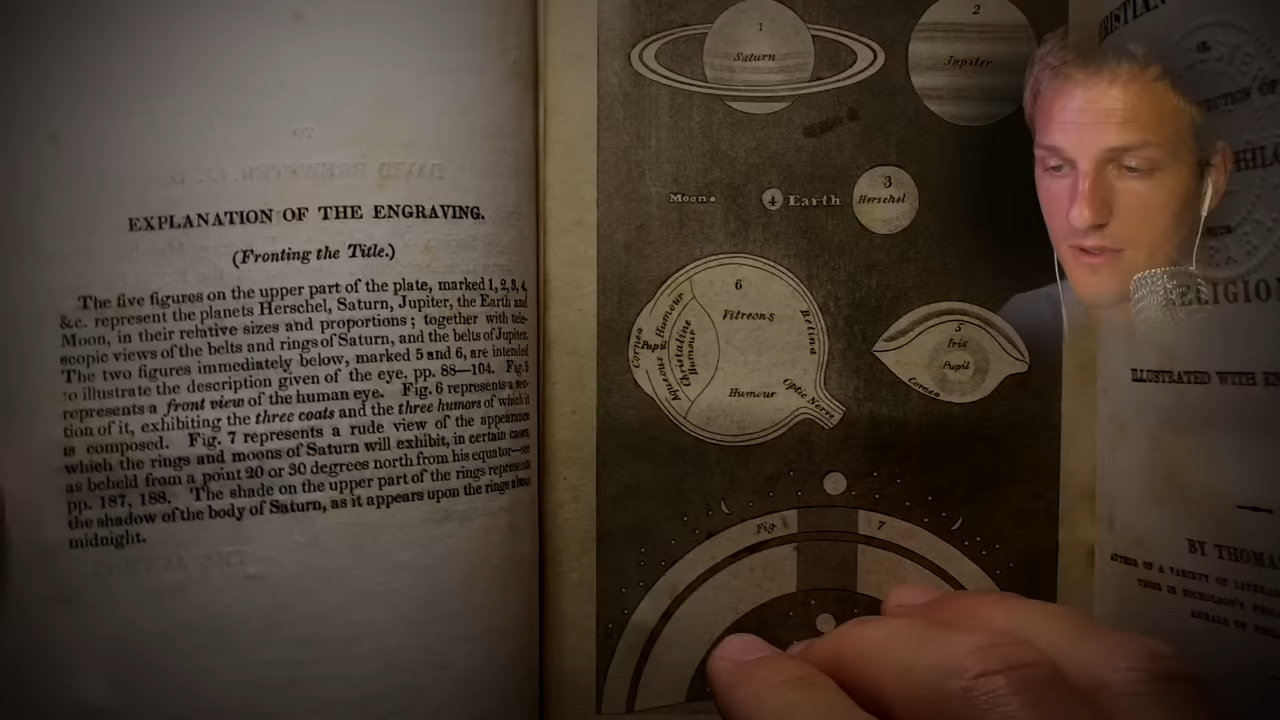 EXPLANATION OF THE ENGRAVING.
(Fronting the Title.)
The five figures on the upper part of the plate, marked 1, 2, 3, 4,
&c. represent the planets Herschel, Saturn, Jupiter, the Earth and
Moon, in their relative sizes and proportions; together with tele-
scopic views of the belts and rings of Saturn, and the belts of Jupiter.
The two figures immediately below, marked 5 and 6, are intended
to illustrate the description given of the eye, pp. 88—104. Fig. 5
represents a front view of the human eye. Fig. 6 represents a sec-
tion of it, exhibiting the three coats and the three humors of which it
is composed. Fig. 7 represents a rude view of the appearance
which the rings and moons of Saturn will exhibit, in certain cases,
as beheld from a point 20 or 30 degrees north from his equator—see
pp. 187, 188. The shade on the upper part of the rings represents
the shadow of the body of Saturn, as it appears upon the rings about
midnight.
1
Saturn
2
Jupiter
Moon
4
Earth
3
Herschel
6
Vitreons
Humour
Cornea
Pupil
Aqueous Humour
Christaline
Humour
Retina
Optic Nerve
5
Iris
Pupil
Cornea
Fig
7
RELIGIO
ILLUSTRATED WITH
BY THOMA